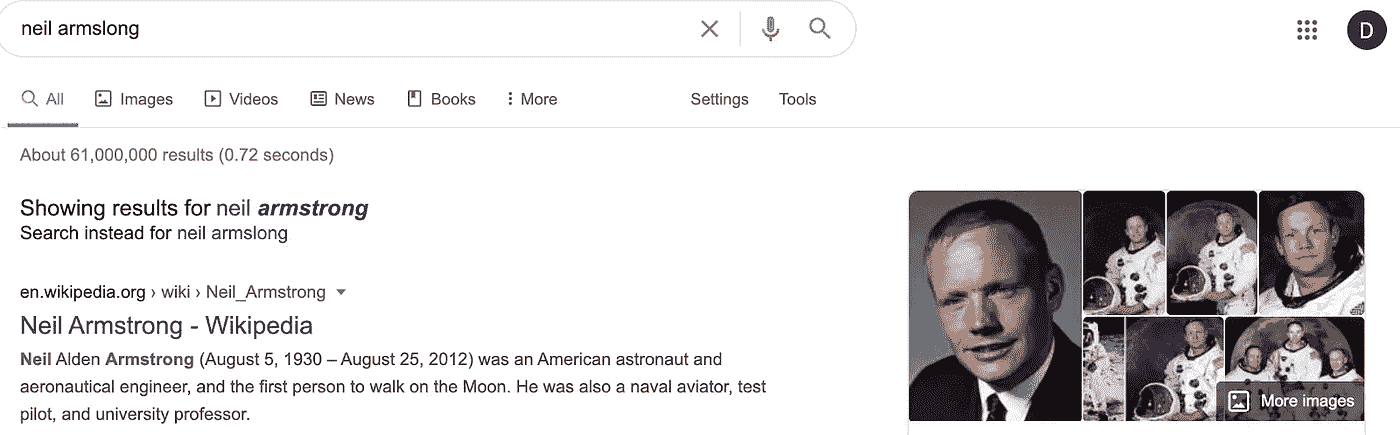 neil armslong
D
All Images Videos News Books More Settings Tools
About 61,000,000 results (0.72 seconds)
Showing results for neil armstrong
Search instead for neil armslong
en.wikipedia.org › wiki › Neil_Armstrong
Neil Armstrong - Wikipedia
Neil Alden Armstrong (August 5, 1930 – August 25, 2012) was an American astronaut and
aeronautical engineer, and the first person to walk on the Moon. He was also a naval aviator, test
pilot, and university professor.
More images